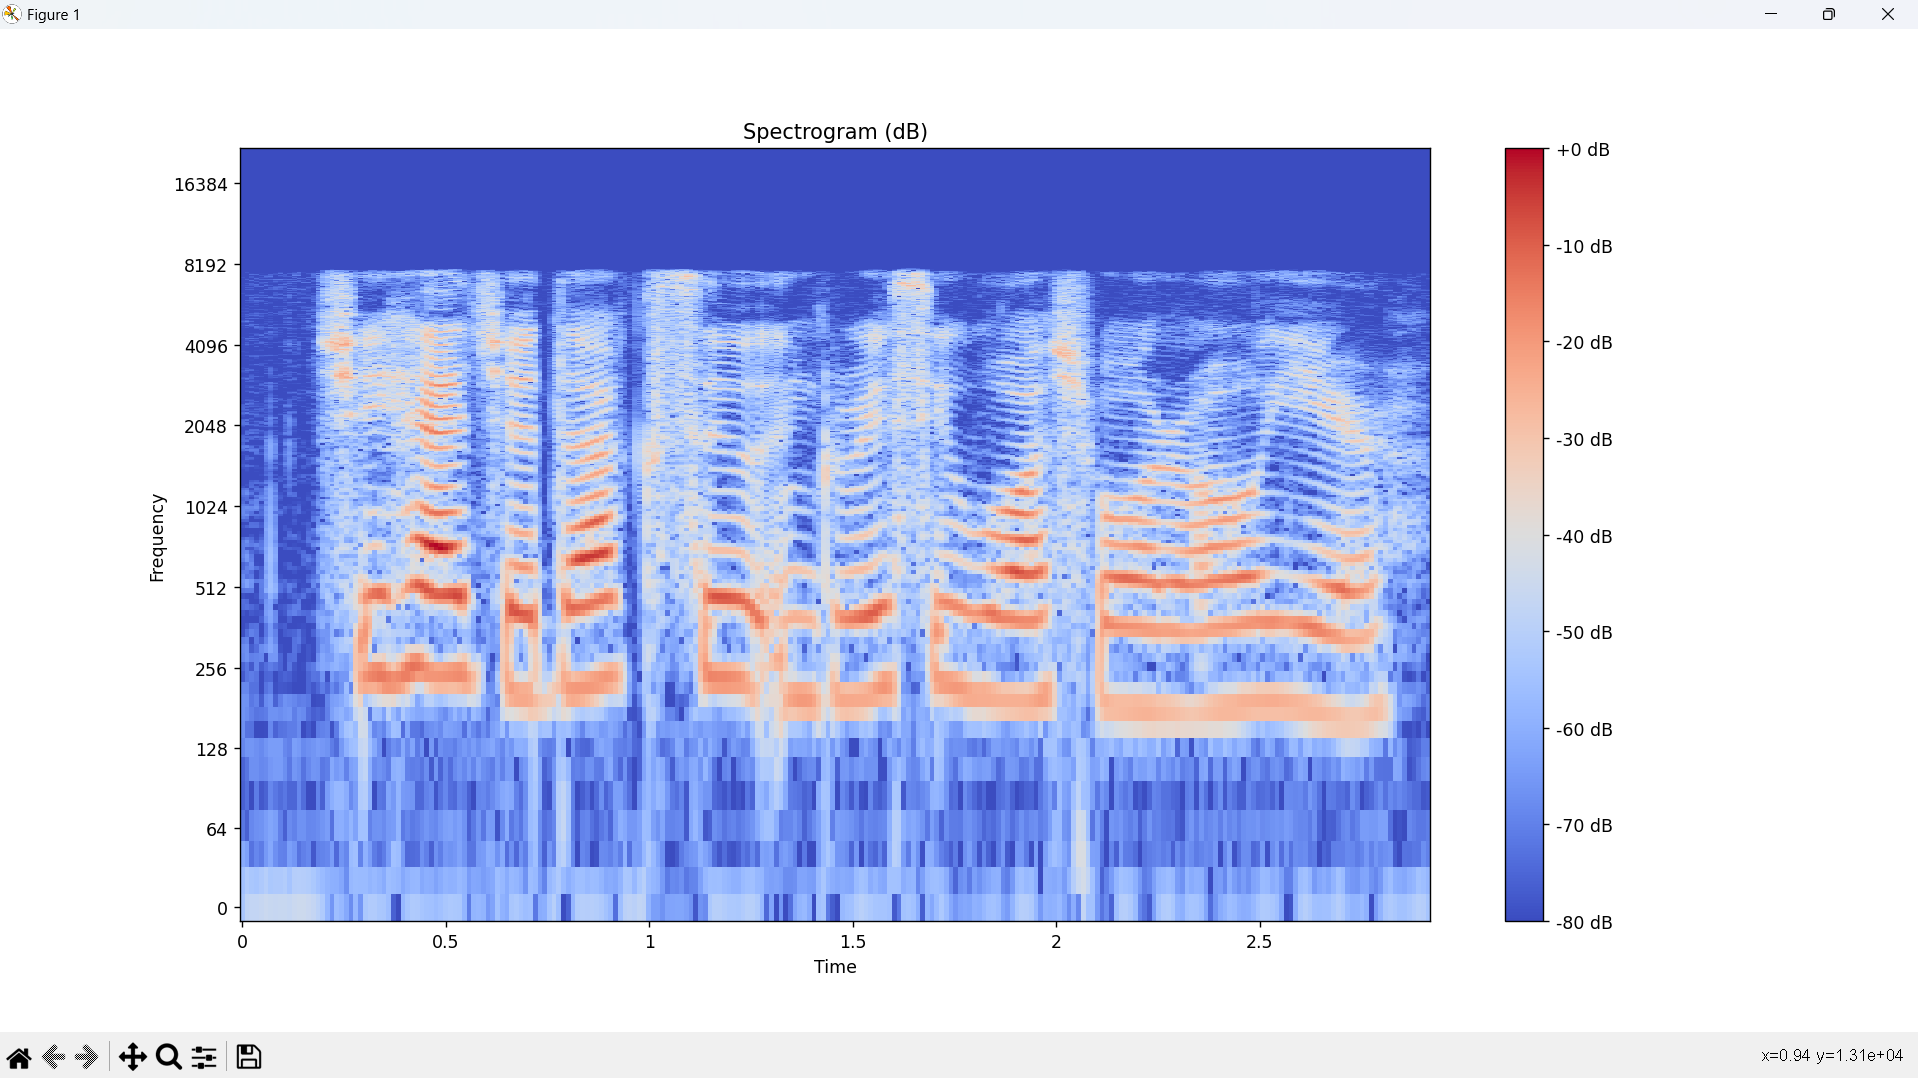 Figure 1
Spectrogram (dB)
16384
8192
4096
2048
1024
512
256
128
64
0
Frequency
0 0.5 1 1.5 2 2.5
Time
+0 dB
-10 dB
-20 dB
-30 dB
-40 dB
-50 dB
-60 dB
-70 dB
-80 dB
x=0.94 y=1.31e+04